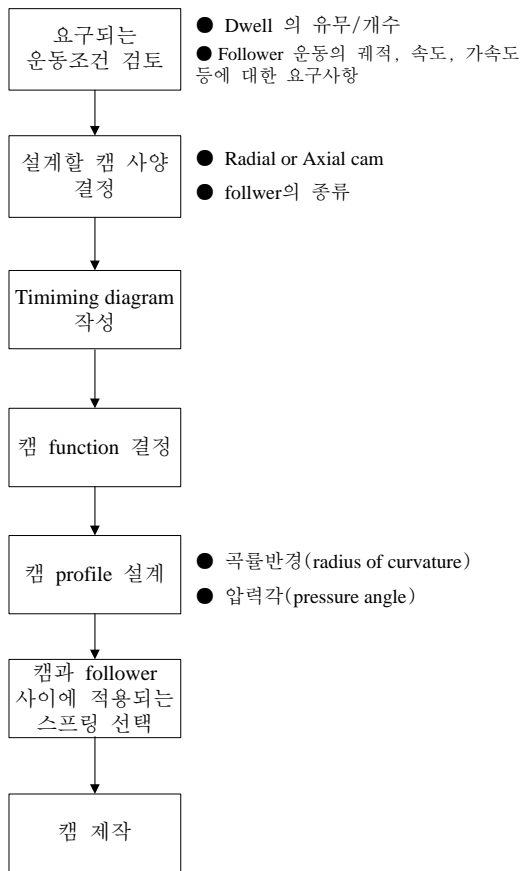 요구되는
운동조건 검토
● Dwell 의 유무/개수
● Follower 운동의 궤적, 속도, 가속도
등에 대한 요구사항
설계할 캠 사양
결정
● Radial or Axial cam
● follwer의 종류
Timiming diagram
작성
캠 function 결정
캠 profile 설계
● 곡률반경(radius of curvature)
● 압력각(pressure angle)
캠과 follower
사이에 적용되는
스프링 선택
캠 제작